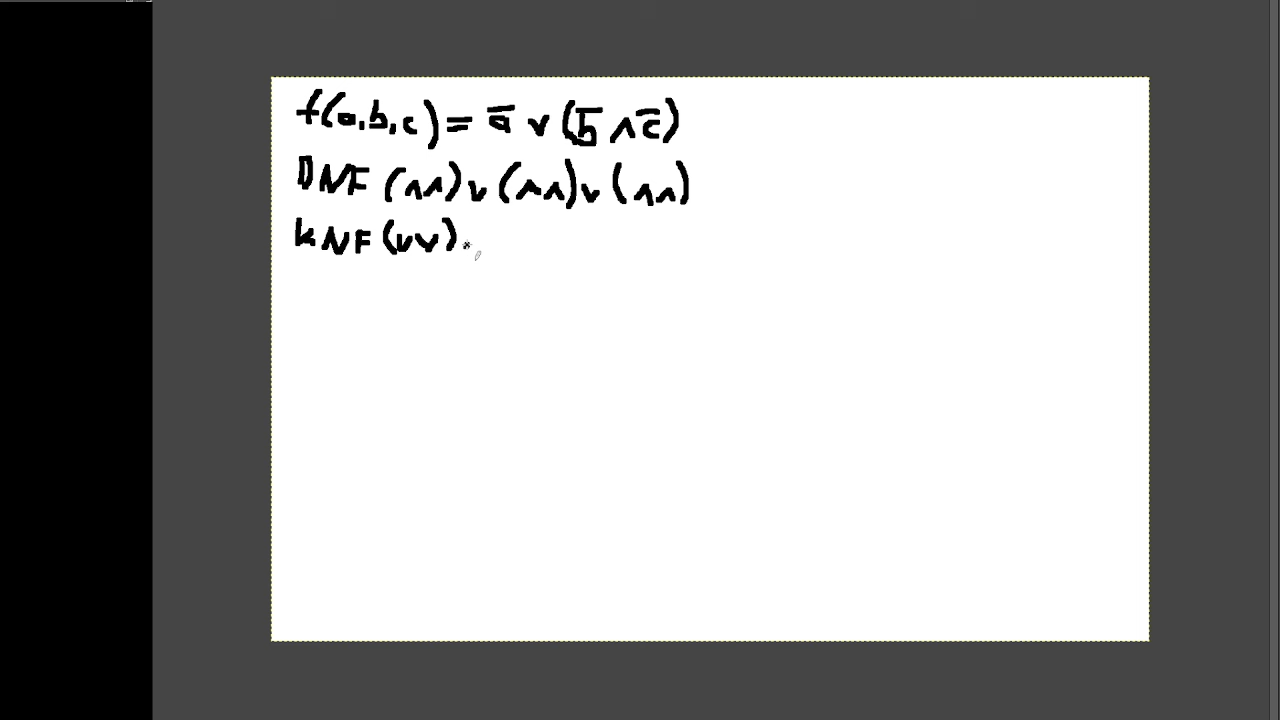 f(a,b,c) = a̅ ∨ (b̅ ∧ c̅)
DNF (∧∧) ∨ (∧∧) ∨ (∧∧)
KNF (∨∨)